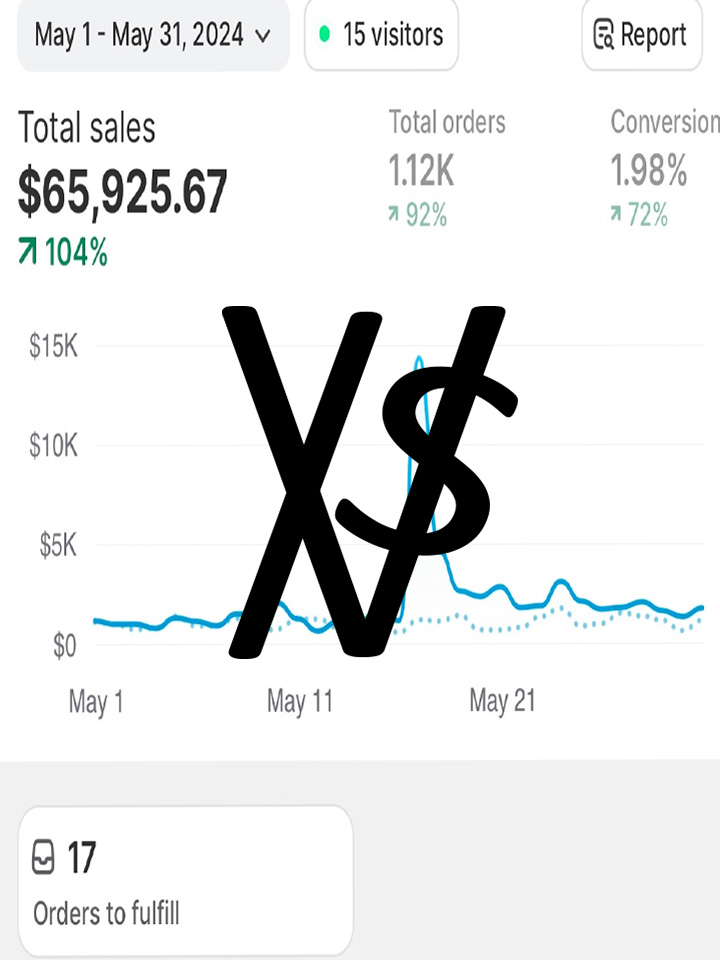 May 1 - May 31, 2024
15 visitors
Report
Total sales
Total orders
Conversion
$65,925.67
1.12K
1.98%
104%
92%
72%
$15K
$10K
$5K
$0
May 1
May 11
May 21
17
Orders to fulfill